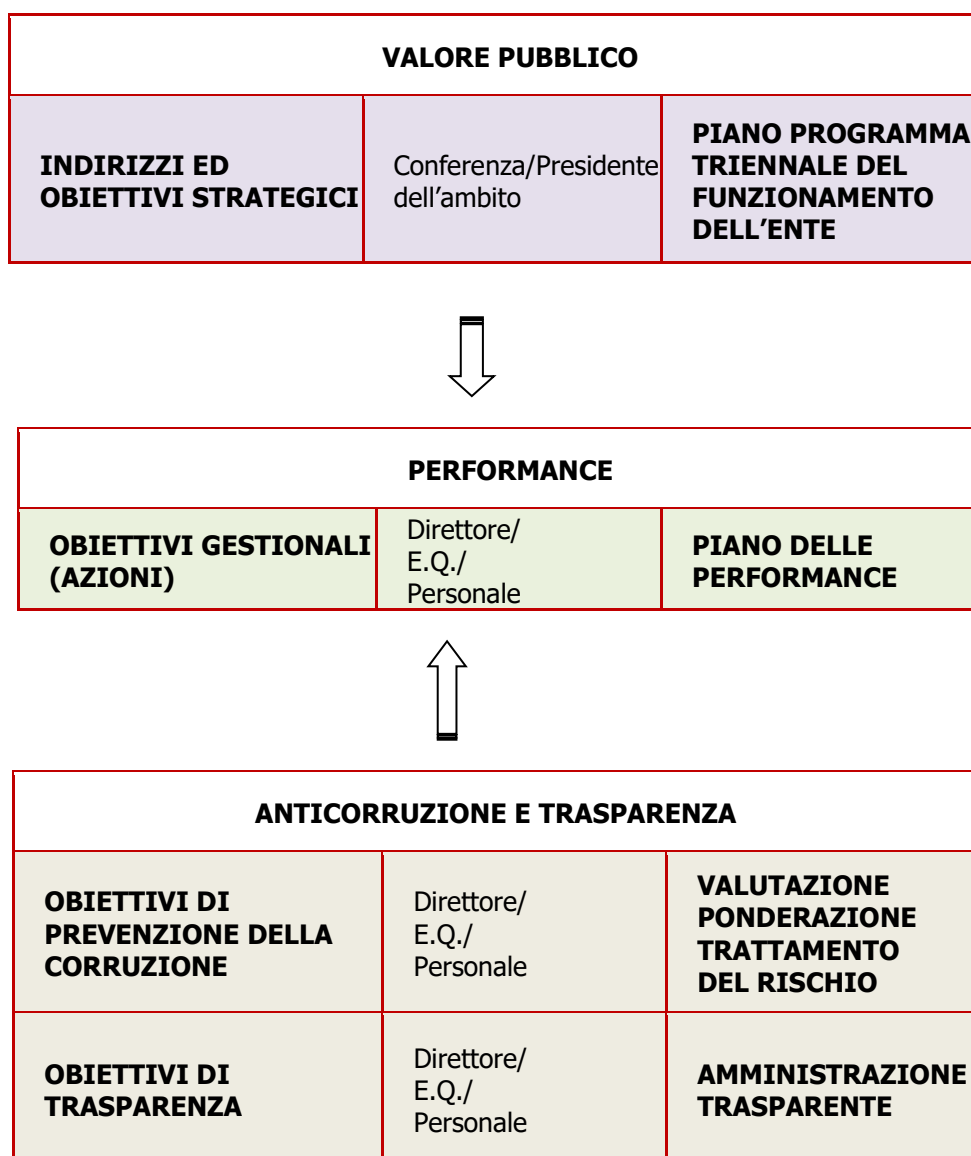 VALORE PUBBLICO
INDIRIZZI ED
OBIETTIVI STRATEGICI
Conferenza/Presidente
dell’ambito
PIANO PROGRAMMA
TRIENNALE DEL
FUNZIONAMENTO
DELL’ENTE
PERFORMANCE
OBIETTIVI GESTIONALI
(AZIONI)
Direttore/
E.Q./
Personale
PIANO DELLE
PERFORMANCE
ANTICORRUZIONE E TRASPARENZA
OBIETTIVI DI
PREVENZIONE DELLA
CORRUZIONE
Direttore/
E.Q./
Personale
VALUTAZIONE
PONDERAZIONE
TRATTAMENTO
DEL RISCHIO
OBIETTIVI DI
TRASPARENZA
Direttore/
E.Q./
Personale
AMMINISTRAZIONE
TRASPARENTE